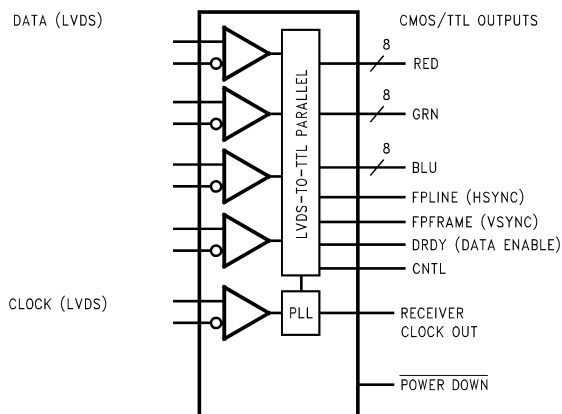 DATA (LVDS)
CMOS/TTL OUTPUTS
8
RED
8
GRN
8
BLU
LVDS-TO-TTL PARALLEL
FPLINE (HSYNC)
FPFRAME (VSYNC)
DRDY (DATA ENABLE)
CNTL
CLOCK (LVDS)
PLL
RECEIVER
CLOCK OUT
POWER DOWN